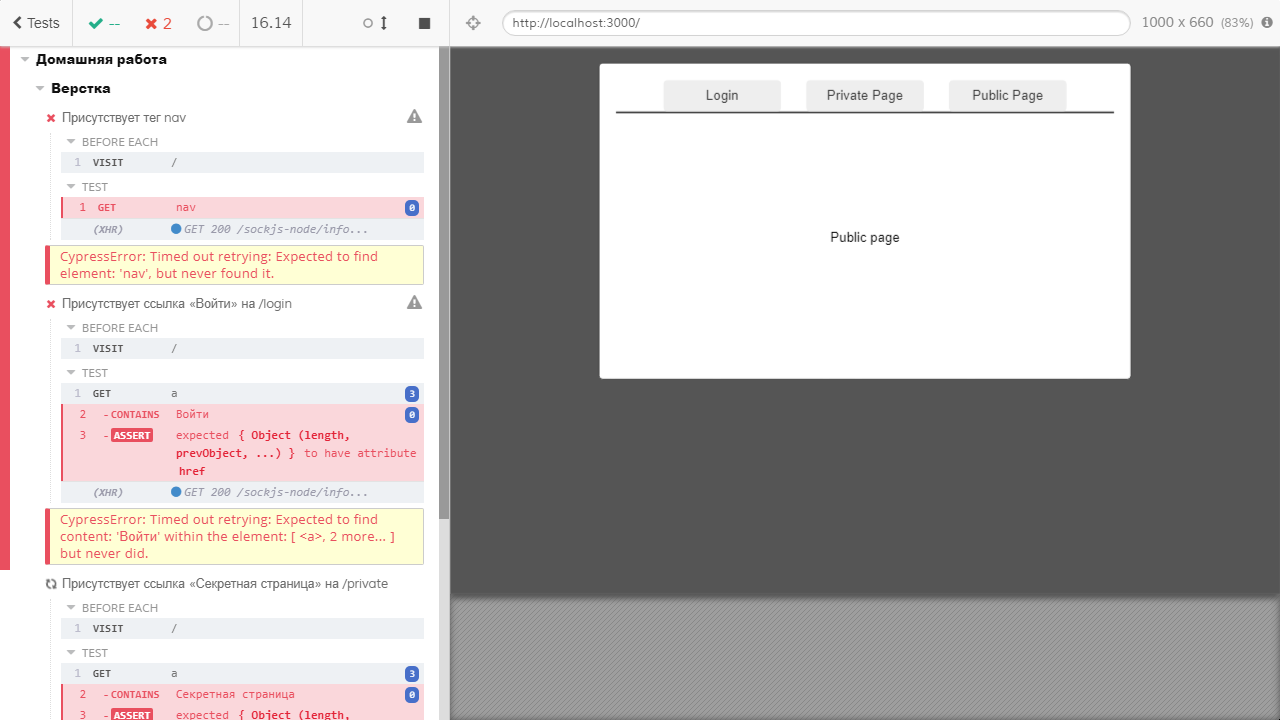 Tests
--
2
--
16.14
http://localhost:3000/
1000 x 660 (83%)
Домашняя работа
Верстка
Присутствует тег nav
BEFORE EACH
1 VISIT /
TEST
1 GET nav 0
(XHR) GET 200 /sockjs-node/info...
CypressError: Timed out retrying: Expected to find
element: 'nav', but never found it.
Присутствует ссылка «Войти» на /login
BEFORE EACH
1 VISIT /
TEST
1 GET a 3
2 -CONTAINS Войти 0
3 -ASSERT expected { Object (length,
prevObject, ...) } to have attribute
href
(XHR) GET 200 /sockjs-node/info...
CypressError: Timed out retrying: Expected to find
content: 'Войти' within the element: [ <a>, 2 more... ]
but never did.
Присутствует ссылка «Секретная страница» на /private
BEFORE EACH
1 VISIT /
TEST
1 GET a 3
2 -CONTAINS Секретная страница 0
3 -ASSERT expected { Object (length,
Login
Private Page
Public Page
Public page